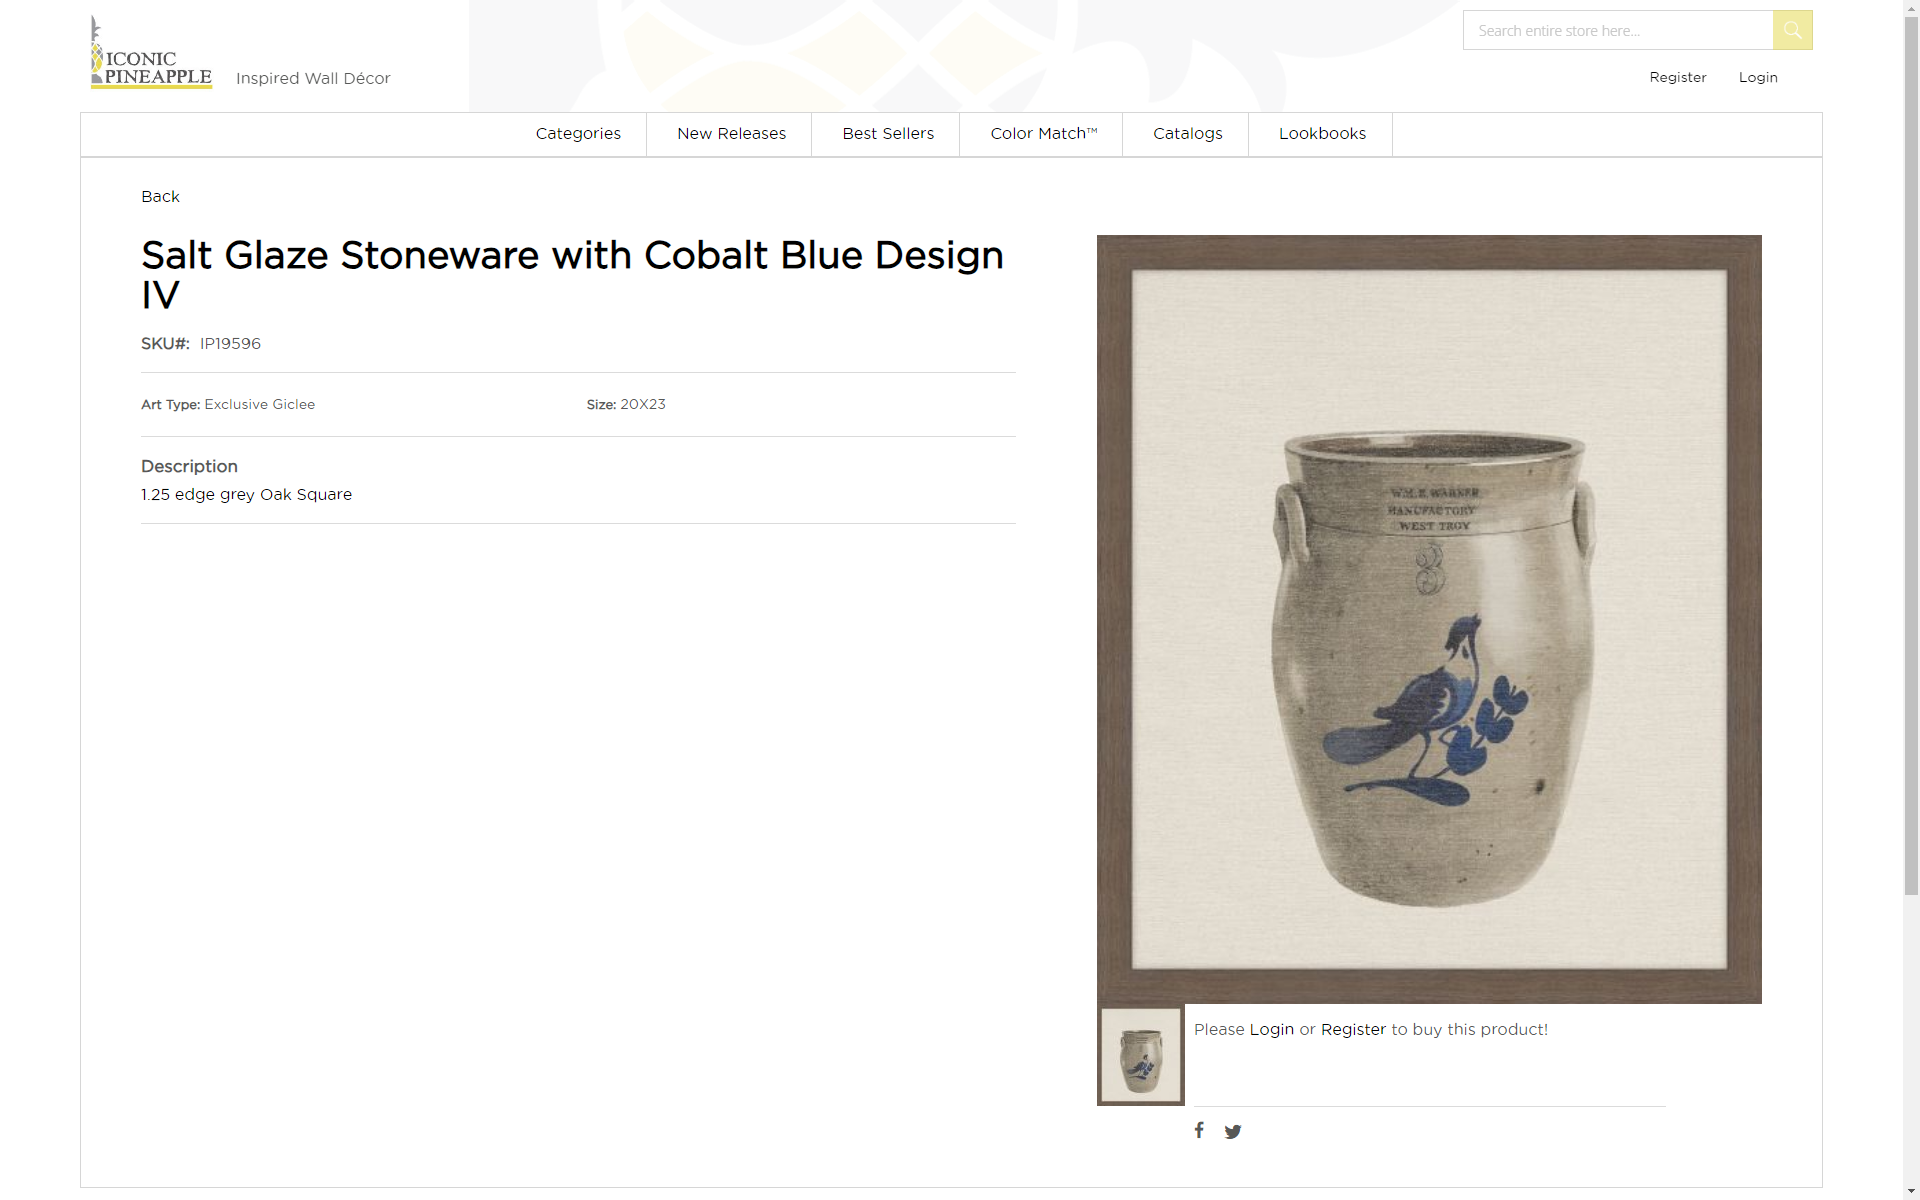 ICONIC
PINEAPPLE
Inspired Wall Décor
Search entire store here...
Register
Login
Categories
New Releases
Best Sellers
Color Match™
Catalogs
Lookbooks
Back
Salt Glaze Stoneware with Cobalt Blue Design
IV
SKU#: IP19596
Art Type: Exclusive Giclee
Size: 20X23
Description
1.25 edge grey Oak Square
WM. E. WARNER
MANUFACTORY
WEST TROY
3
Please Login or Register to buy this product!